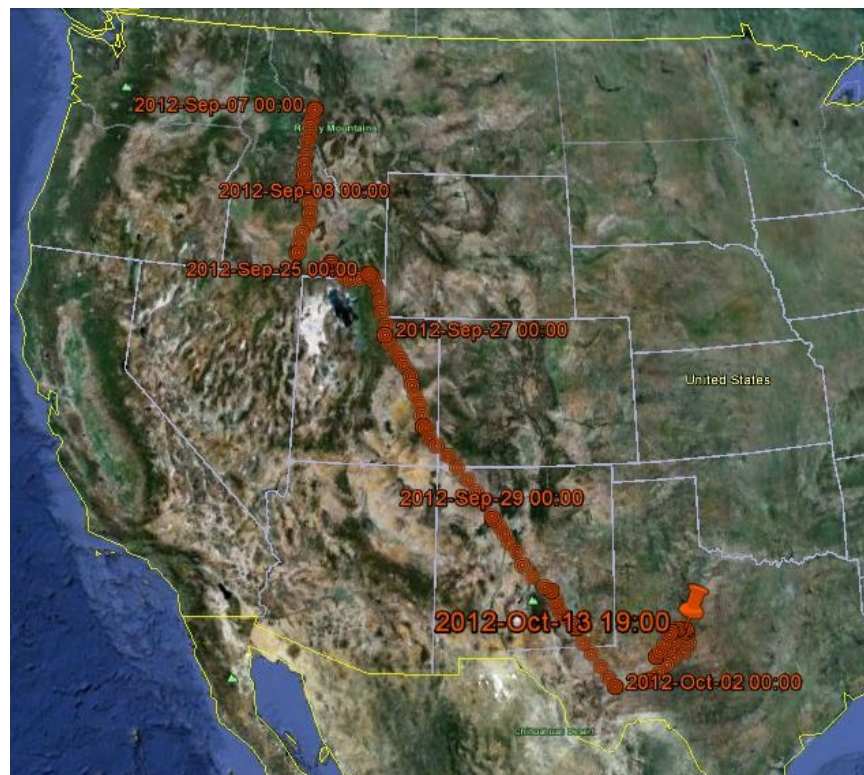 2012-Sep-07 00:00
Rocky Mountains
2012-Sep-08 00:00
2012-Sep-25 00:00
2012-Sep-27 00:00
United States
2012-Sep-29 00:00
2012-Oct-13 19:00
2012-Oct-02 00:00
Chihuahuan Desert